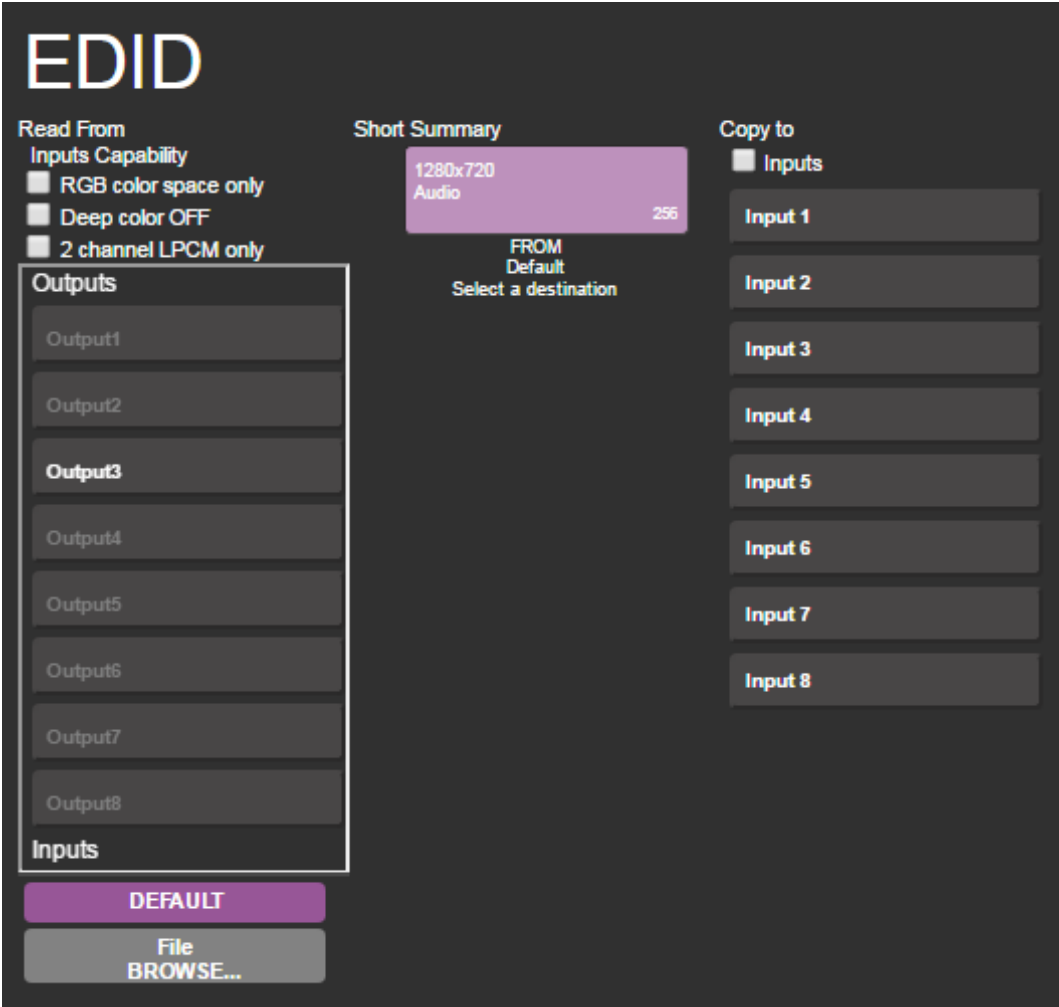 EDID
Read From
Inputs Capability
RGB color space only
Deep color OFF
2 channel LPCM only
Outputs
Output1
Output2
Output3
Output4
Output5
Output6
Output7
Output8
Inputs
DEFAULT
File
BROWSE...
Short Summary
1280x720
Audio
256
FROM
Default
Select a destination
Copy to
Inputs
Input 1
Input 2
Input 3
Input 4
Input 5
Input 6
Input 7
Input 8